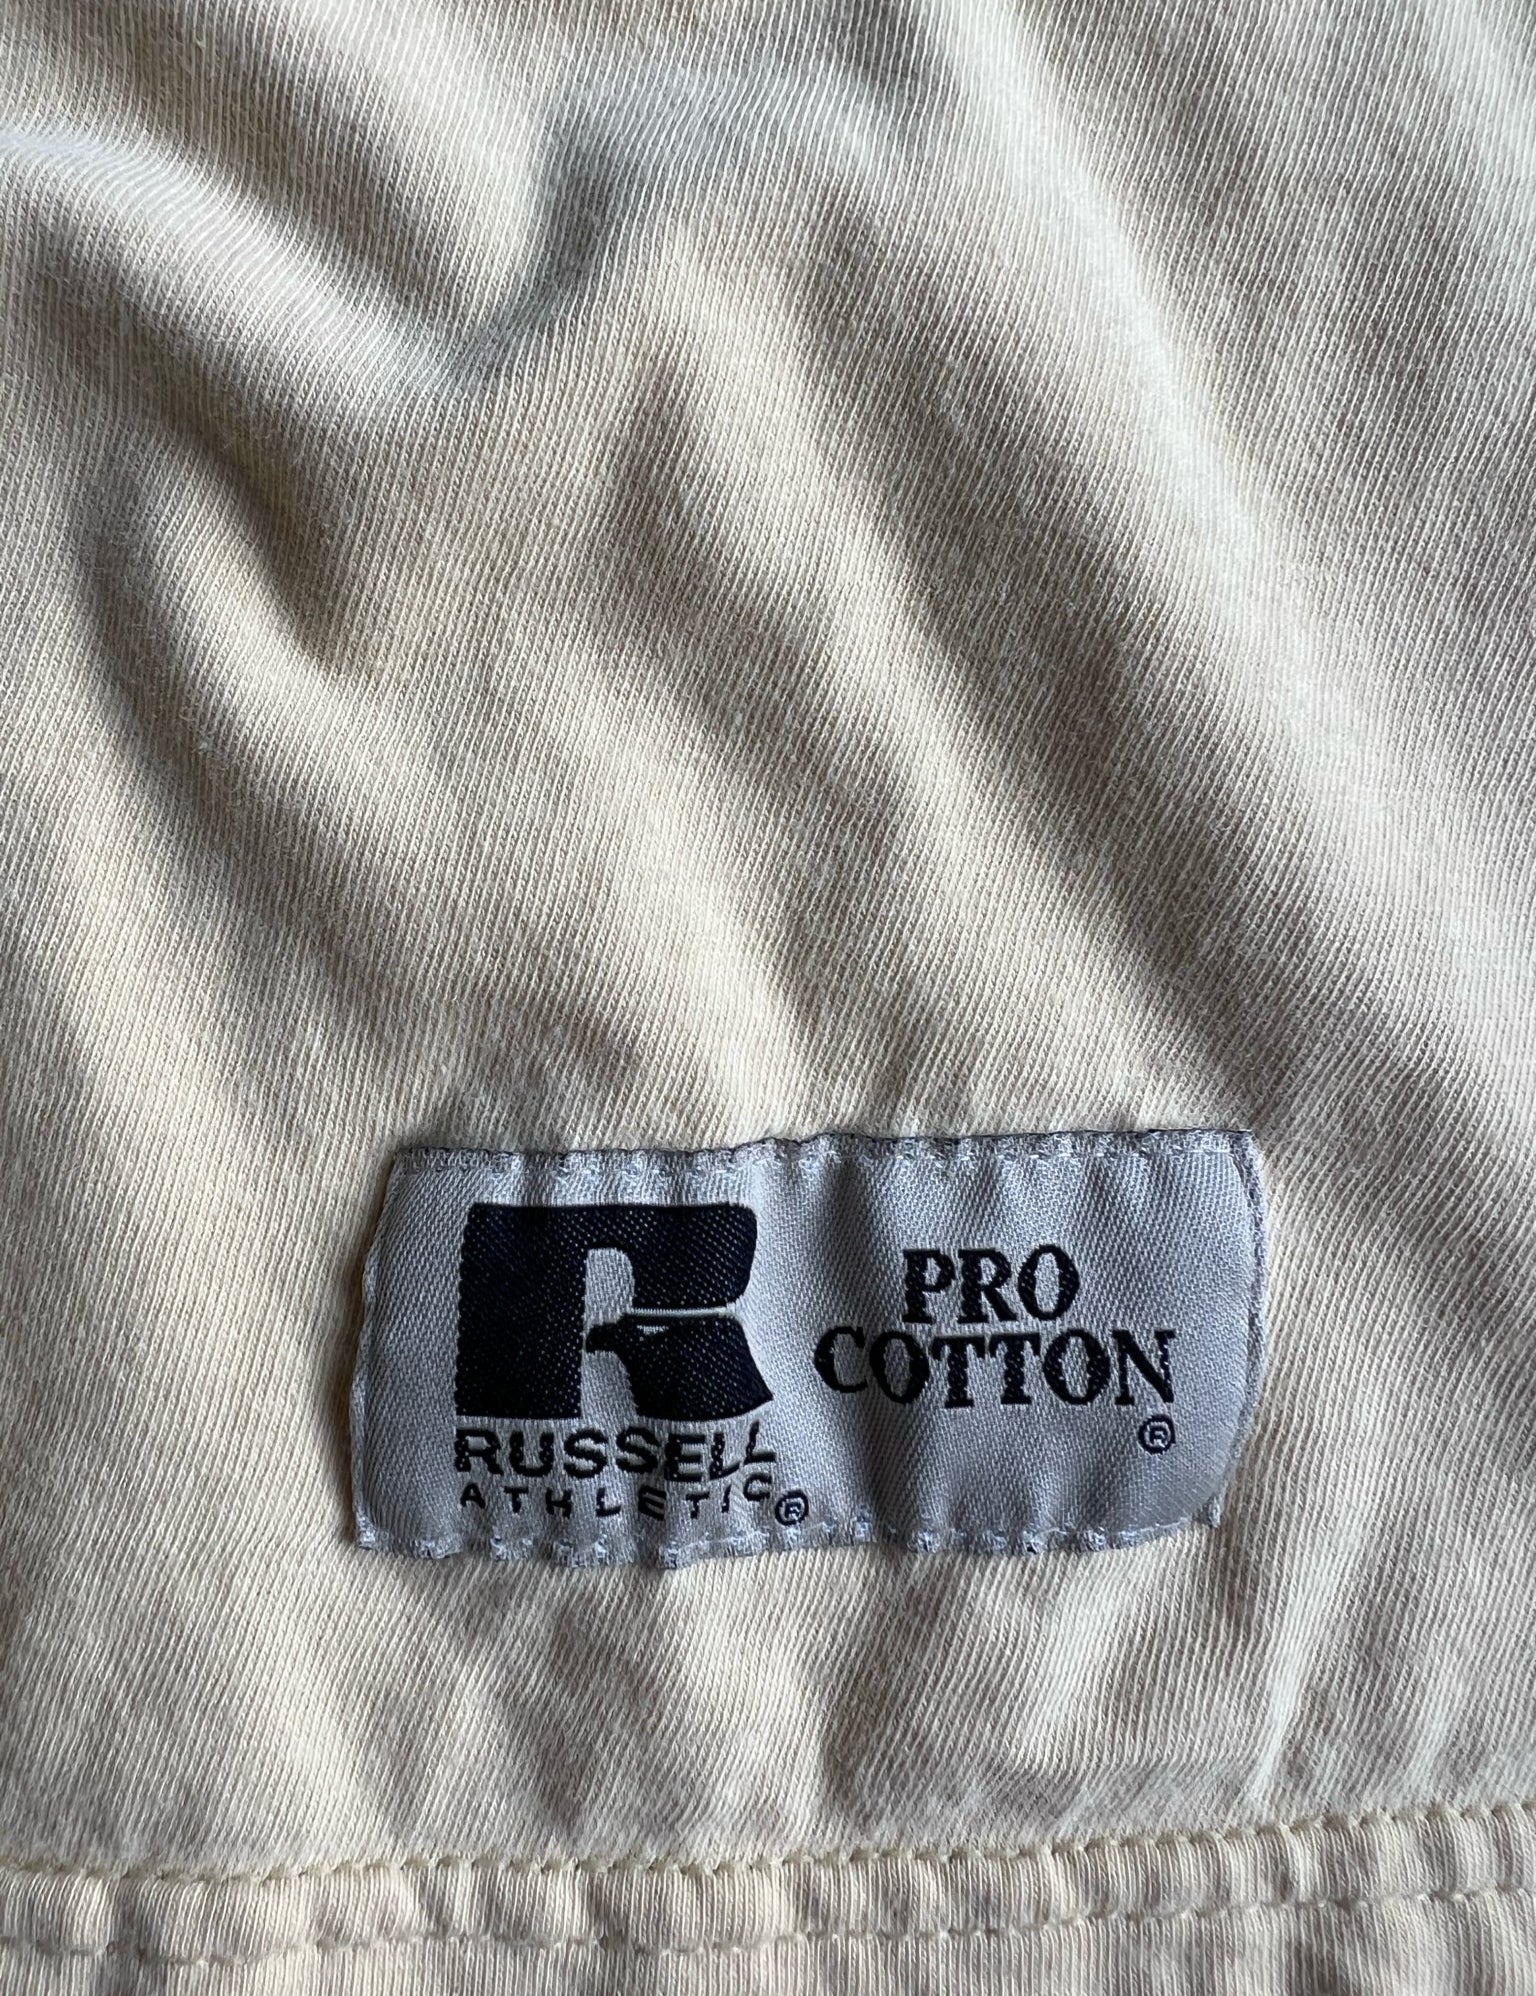 R
RUSSELL
ATHLETIC®
PRO
COTTON
®